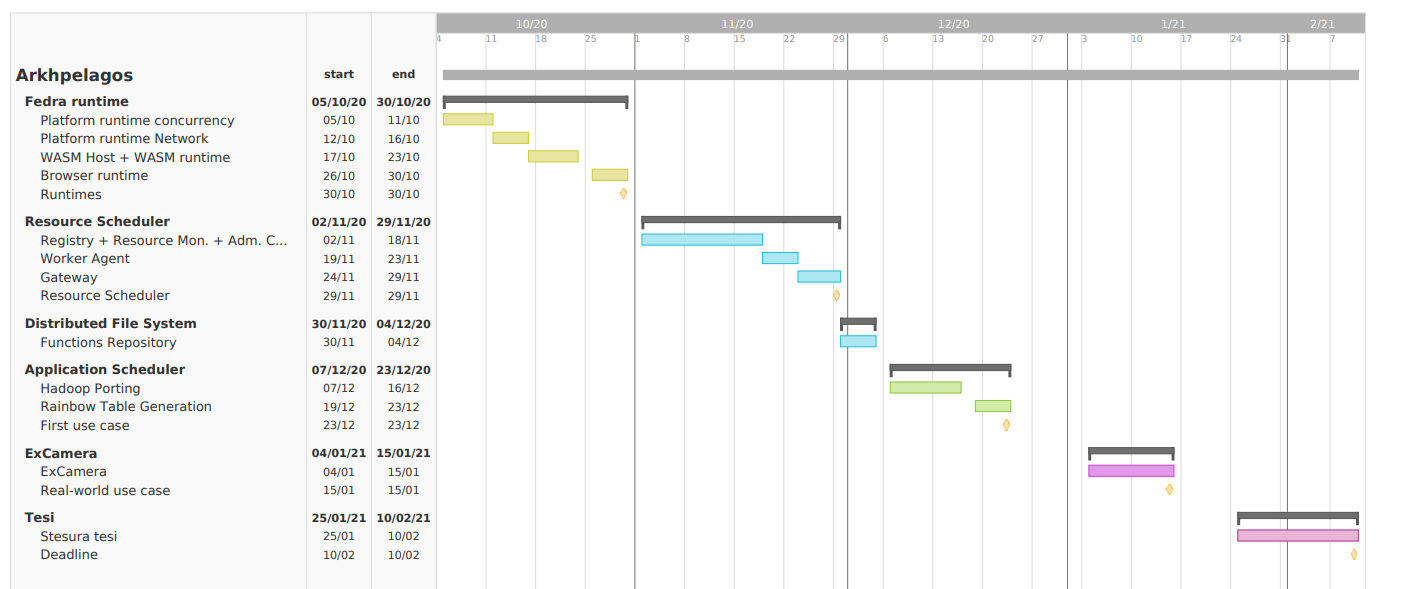 10/20 11/20 12/20 1/21 2/21
4 11 18 25 1 8 15 22 29 6 13 20 27 3 10 17 24 31 7
Arkhpelagos start end
Fedra runtime 05/10/20 30/10/20
Platform runtime concurrency 05/10 11/10
Platform runtime Network 12/10 16/10
WASM Host + WASM runtime 17/10 23/10
Browser runtime 26/10 30/10
Runtimes 30/10 30/10
Resource Scheduler 02/11/20 29/11/20
Registry + Resource Mon. + Adm. C... 02/11 18/11
Worker Agent 19/11 23/11
Gateway 24/11 29/11
Resource Scheduler 29/11 29/11
Distributed File System 30/11/20 04/12/20
Functions Repository 30/11 04/12
Application Scheduler 07/12/20 23/12/20
Hadoop Porting 07/12 16/12
Rainbow Table Generation 19/12 23/12
First use case 23/12 23/12
ExCamera 04/01/21 15/01/21
ExCamera 04/01 15/01
Real-world use case 15/01 15/01
Tesi 25/01/21 10/02/21
Stesura tesi 25/01 10/02
Deadline 10/02 10/02